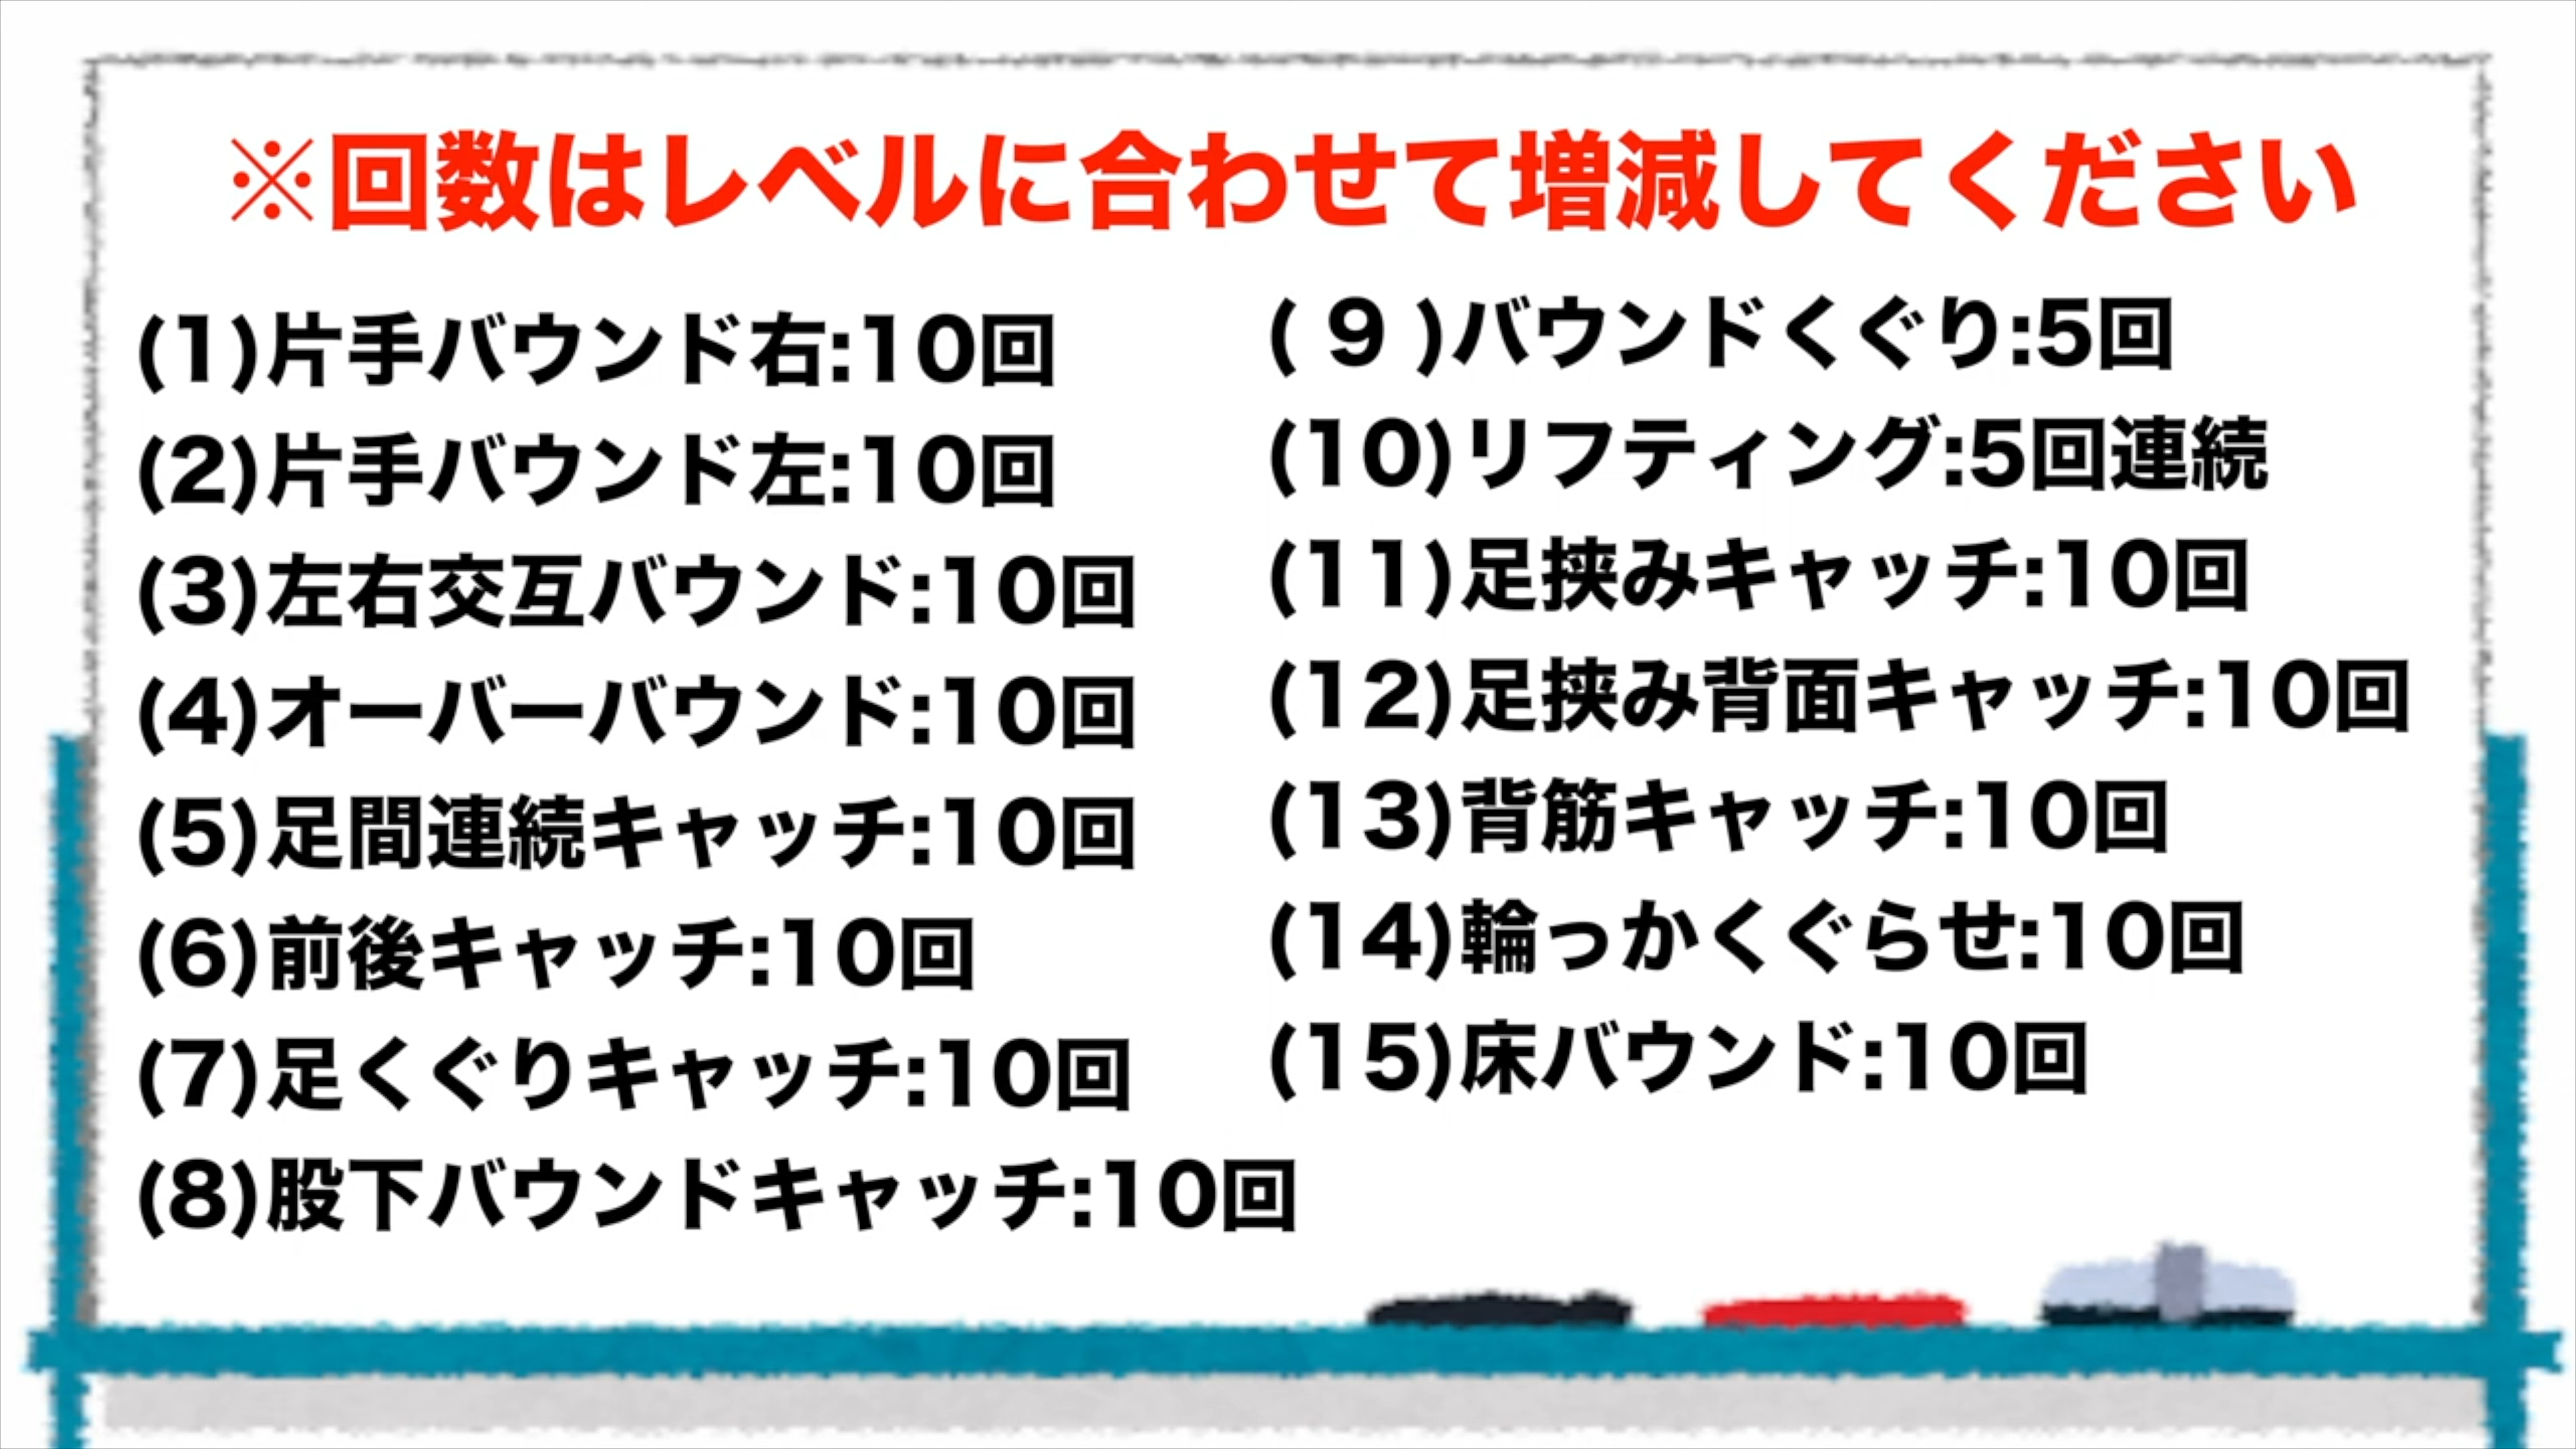 ※回数はレベルに合わせて増減してください
(1)片手バウンド右:10回
(2)片手バウンド左:10回
(3)左右交互バウンド:10回
(4)オーバーバウンド:10回
(5)足間連続キャッチ:10回
(6)前後キャッチ:10回
(7)足くぐりキャッチ:10回
(8)股下バウンドキャッチ:10回
( 9 )バウンドくぐり:5回
(10)リフティング:5回連続
(11)足挟みキャッチ:10回
(12)足挟み背面キャッチ:10回
(13)背筋キャッチ:10回
(14)輪っかくぐらせ:10回
(15)床バウンド:10回